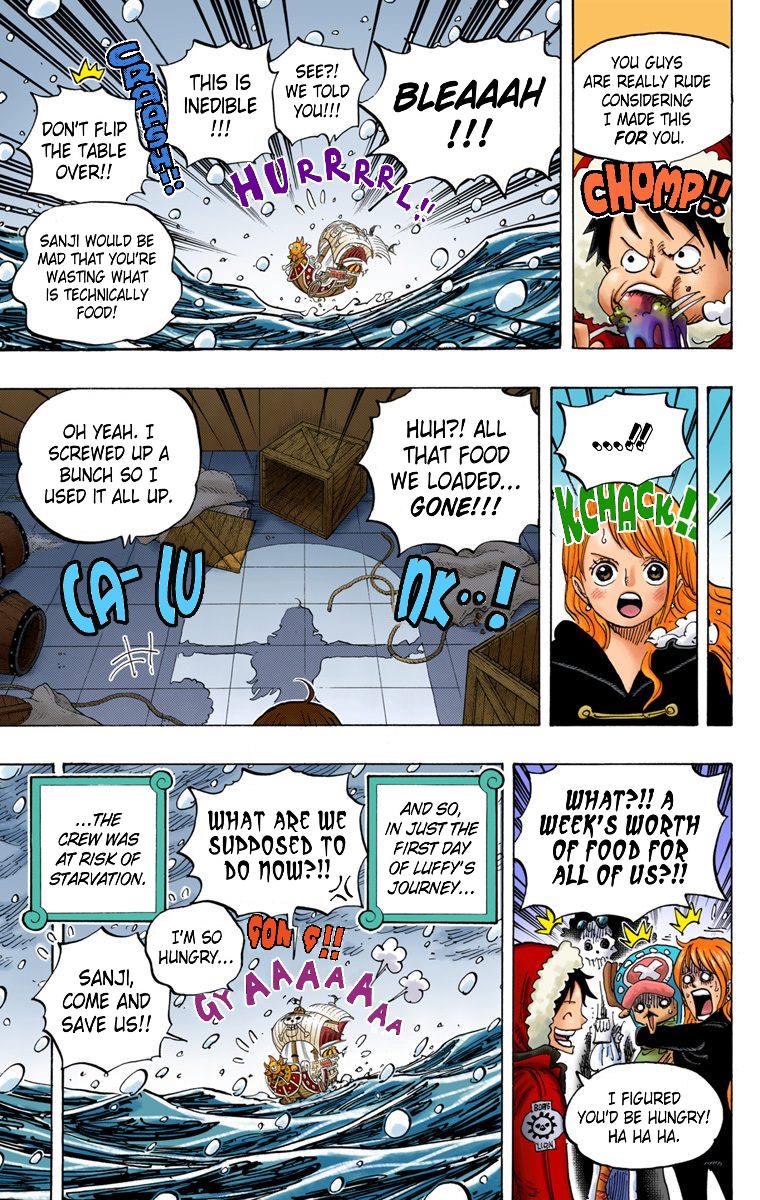 YOU GUYS
ARE REALLY RUDE
CONSIDERING
I MADE THIS
FOR YOU.
CHOMP!!
BLEAAAH
!!!
SEE?!
WE TOLD
YOU!!!
THIS IS
INEDIBLE
!!!
HURRRRL!!
CRAAASH!!
DON'T FLIP
THE TABLE
OVER!!
SANJI WOULD BE
MAD THAT YOU'RE
WASTING WHAT
IS TECHNICALLY
FOOD!
...!!
KCHACK!!
HUH?! ALL
THAT FOOD
WE LOADED...
GONE!!!
OH YEAH. I
SCREWED UP A
BUNCH SO I
USED IT ALL UP.
CA-LUNK..!
WHAT?!! A
WEEK'S WORTH
OF FOOD FOR
ALL OF US?!!
I FIGURED
YOU'D BE HUNGRY!
HA HA HA.
BOING
LION
AND SO,
IN JUST THE
FIRST DAY
OF LUFFY'S
JOURNEY...
WHAT ARE WE
SUPPOSED TO
DO NOW?!!
GONG!!
GYAAAAAAAA
I'M SO
HUNGRY...
...THE
CREW WAS
AT RISK OF
STARVATION.
SANJI,
COME AND
SAVE US!!